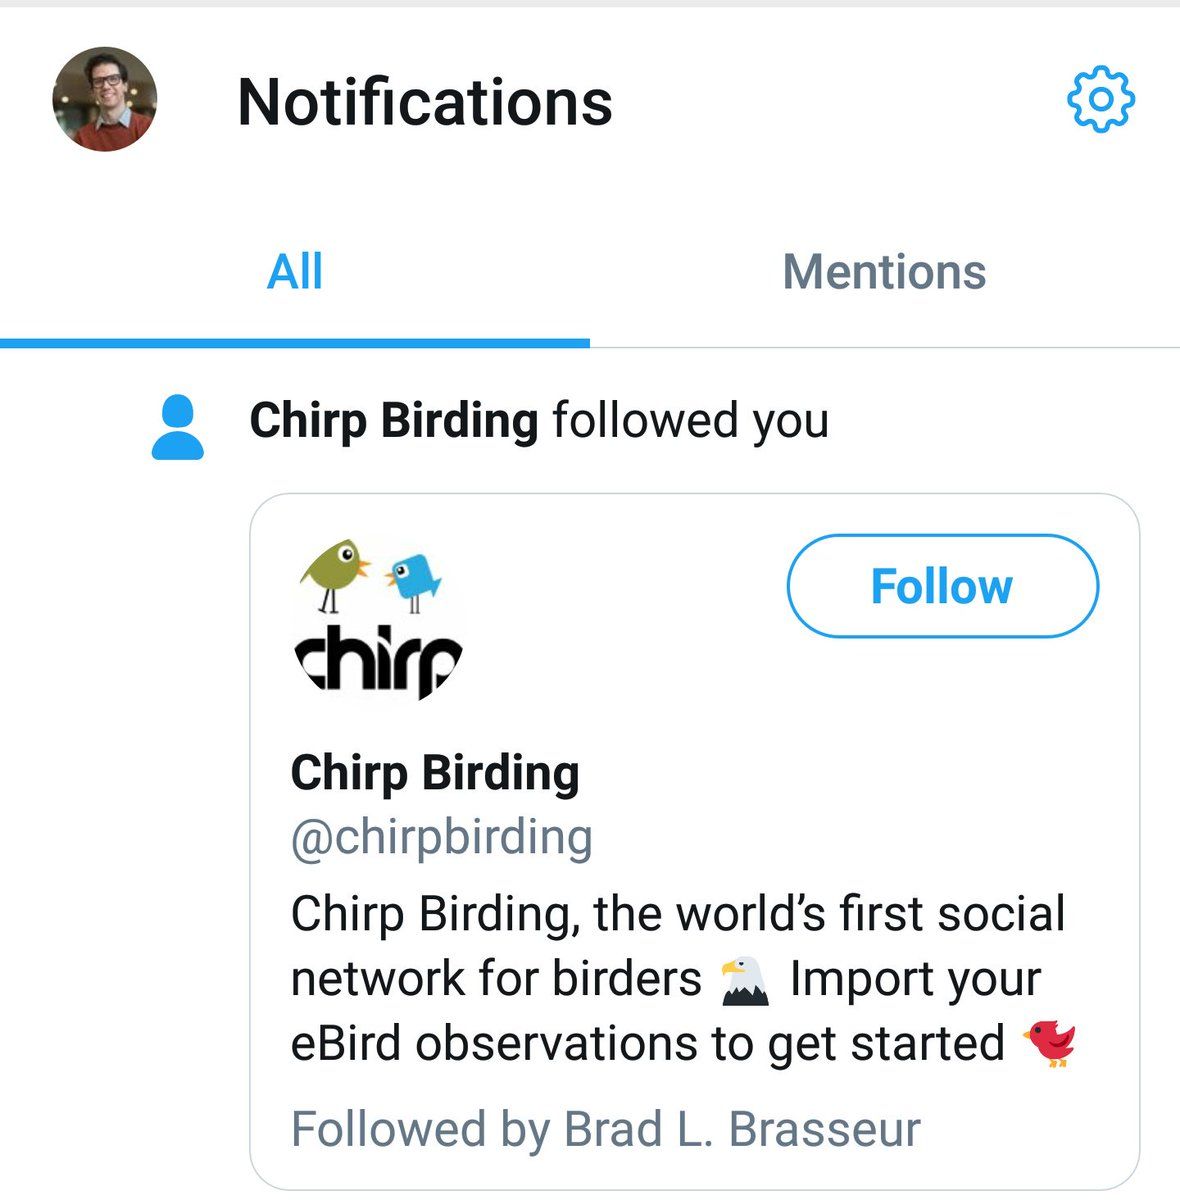 Notifications
All
Mentions
Chirp Birding followed you
chirp
Follow
Chirp Birding
@chirpbirding
Chirp Birding, the world’s first social
network for birders 🦅 Import your
eBird observations to get started 🐦
Followed by Brad L. Brasseur